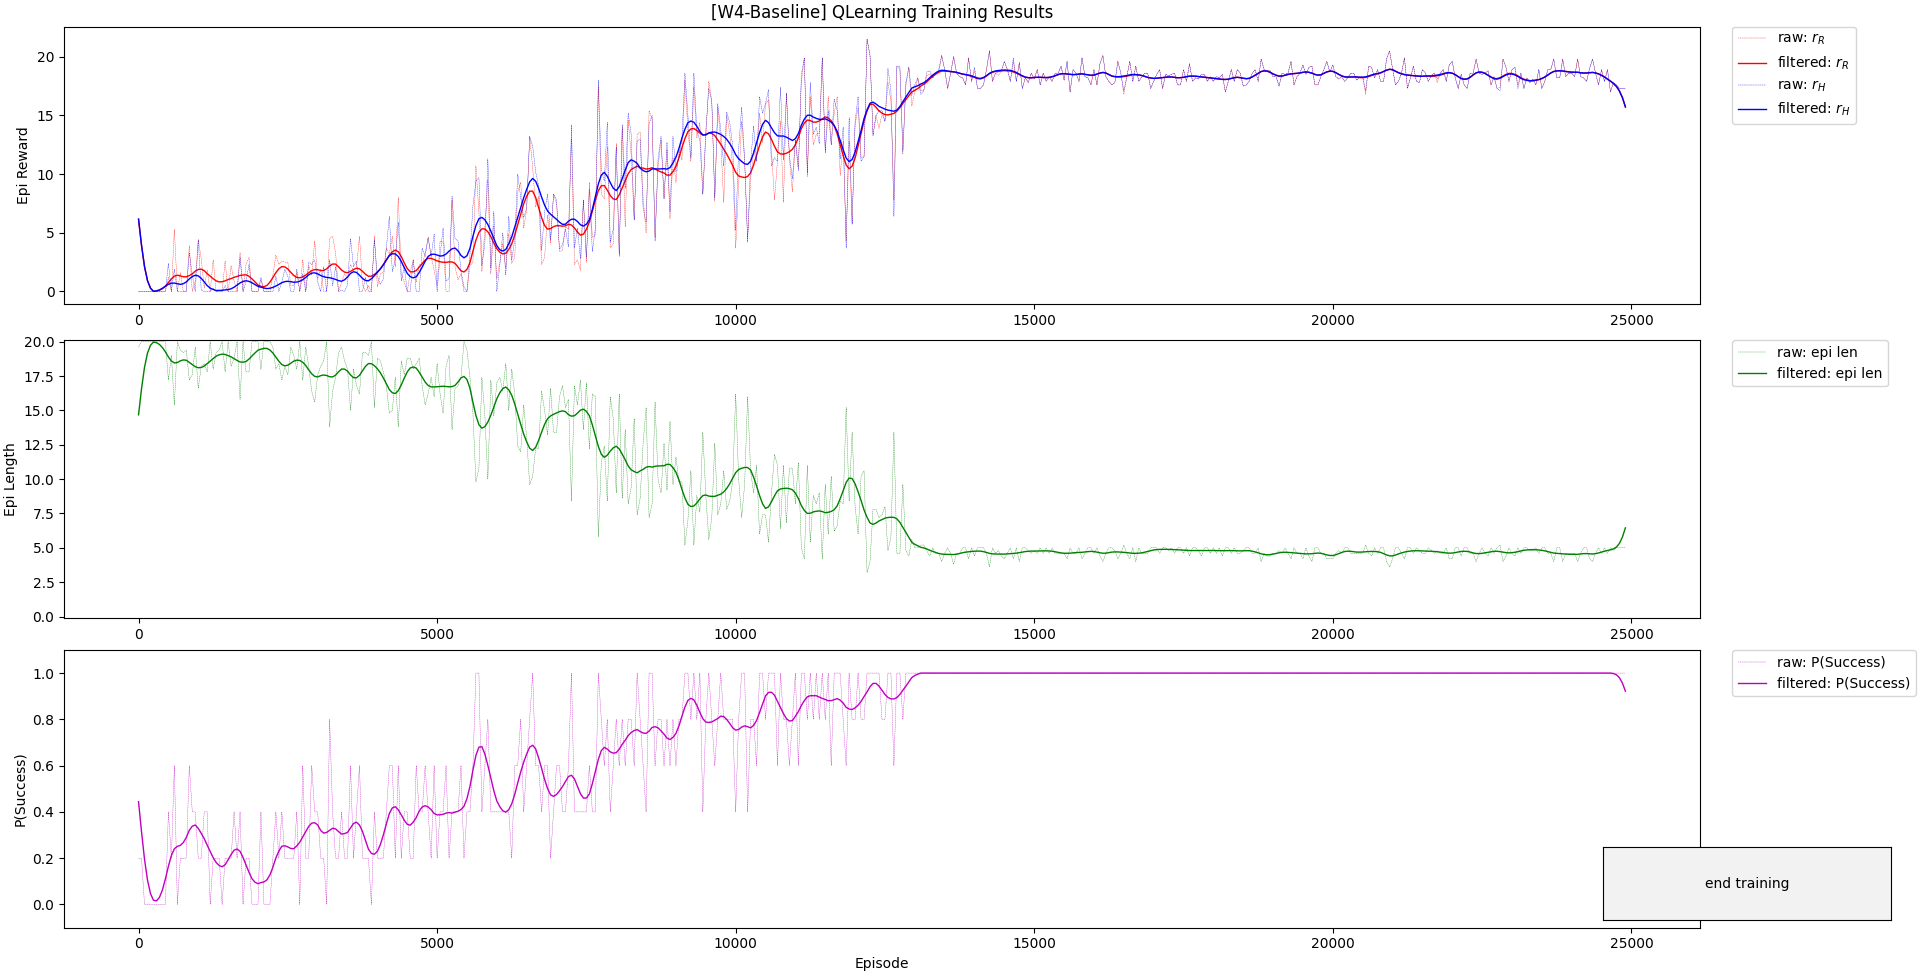 [W4-Baseline] QLearning Training Results
Epi Reward
20
15
10
5
0
0 5000 10000 15000 20000 25000
raw: r_R
filtered: r_R
raw: r_H
filtered: r_H
Epi Length
20.0
17.5
15.0
12.5
10.0
7.5
5.0
2.5
0.0
0 5000 10000 15000 20000 25000
raw: epi len
filtered: epi len
P(Success)
1.0
0.8
0.6
0.4
0.2
0.0
0 5000 10000 15000 20000 25000
Episode
raw: P(Success)
filtered: P(Success)
end training